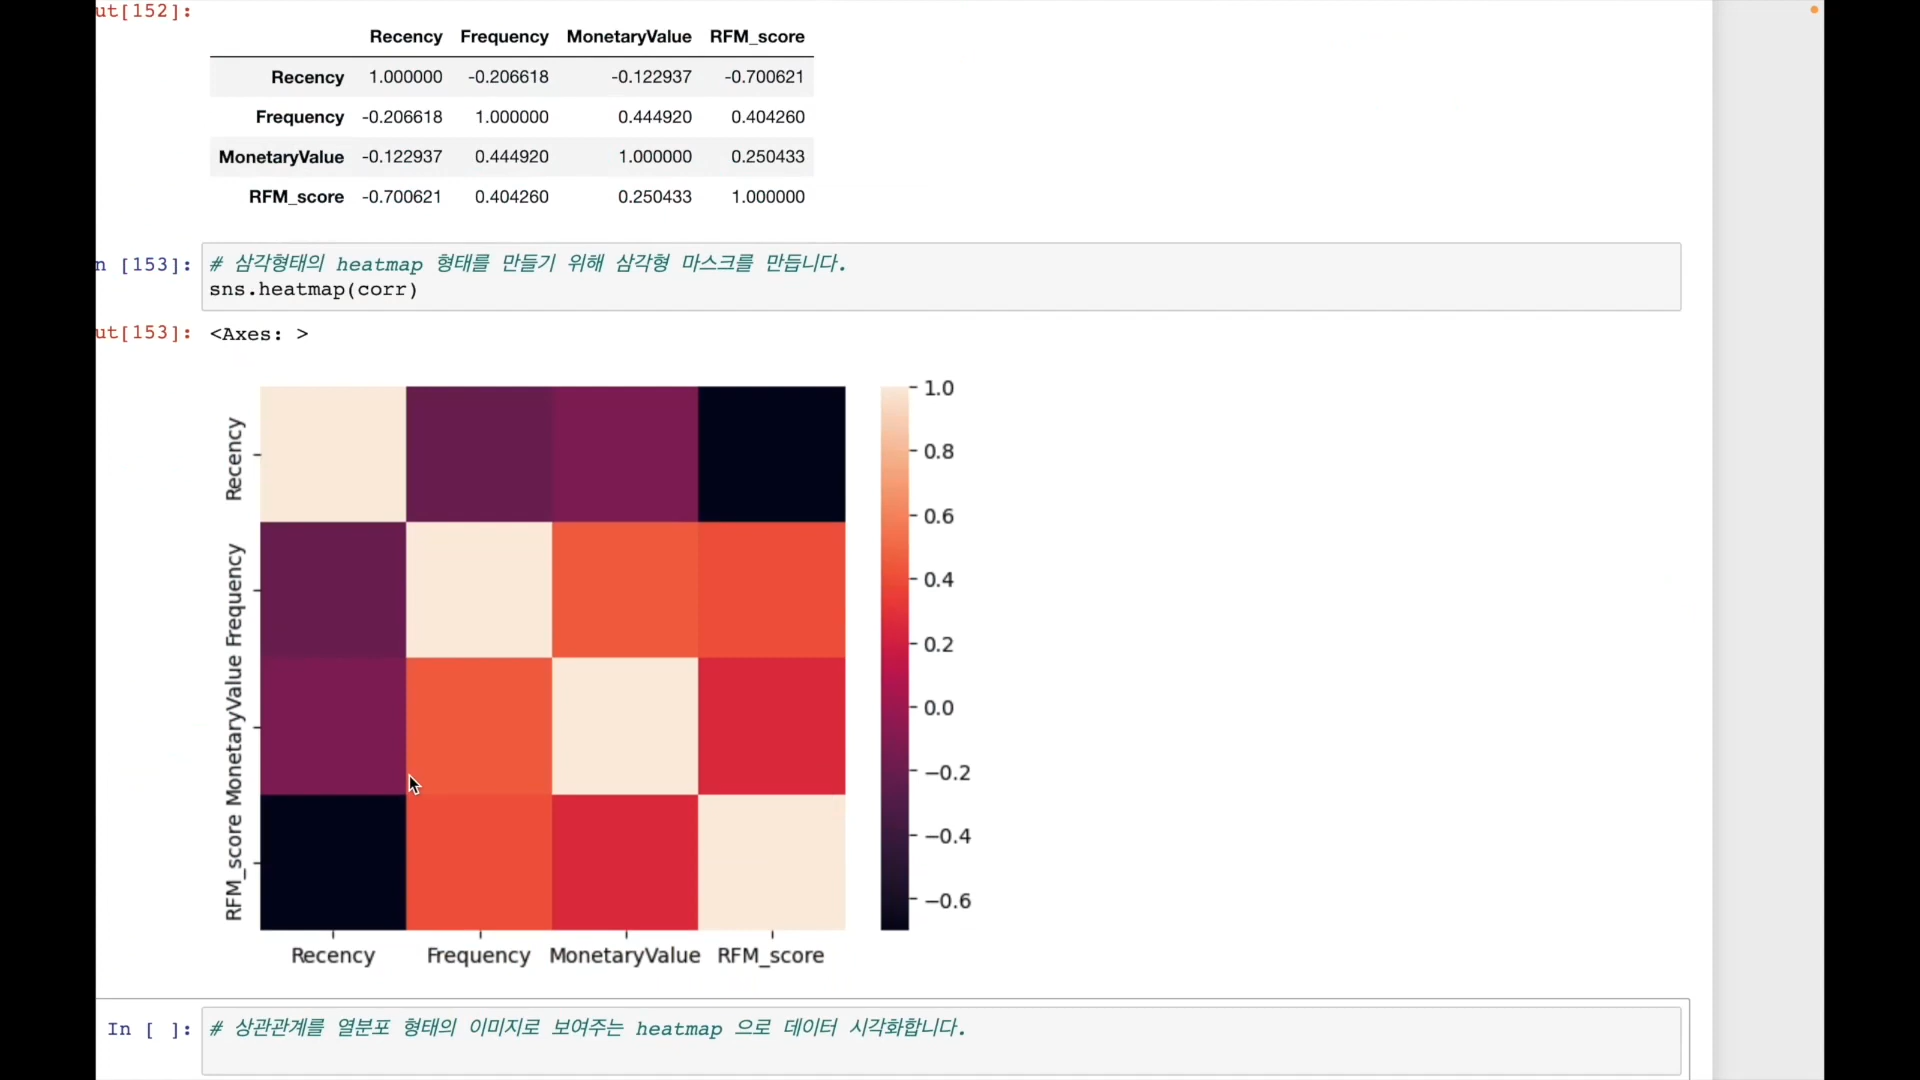 ut[152]:
Recency Frequency MonetaryValue RFM_score
Recency 1.000000 -0.206618 -0.122937 -0.700621
Frequency -0.206618 1.000000 0.444920 0.404260
MonetaryValue -0.122937 0.444920 1.000000 0.250433
RFM_score -0.700621 0.404260 0.250433 1.000000
n [153]: # 삼각형태의 heatmap 형태를 만들기 위해 삼각형 마스크를 만듭니다.
sns.heatmap(corr)
ut[153]: <Axes: >
1.0
0.8
0.6
0.4
0.2
0.0
−0.2
−0.4
−0.6
Recency
Frequency
MonetaryValue
RFM_score
Recency Frequency MonetaryValue RFM_score
In [ ]: # 상관관계를 열분포 형태의 이미지로 보여주는 heatmap 으로 데이터 시각화합니다.